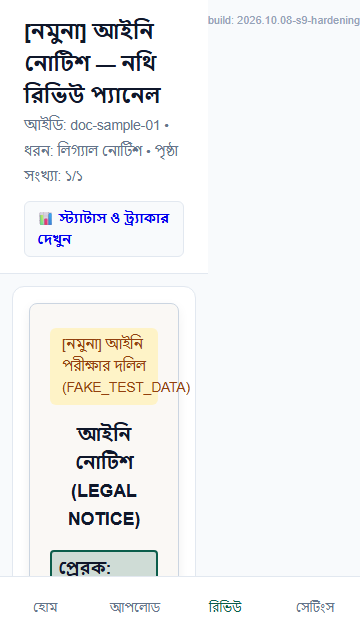 [নমুনা] আইনি
নোটিশ — নথি
রিভিউ প্যানেল
build: 2026.10.08-s9-hardening
আইডি: doc-sample-01 •
ধরন: লিগ্যাল নোটিশ • পৃষ্ঠা
সংখ্যা: ১/১
📊 স্ট্যাটাস ও ট্র্যাকার
দেখুন
[নমুনা] আইনি
পরীক্ষার দলিল
(FAKE_TEST_DATA)
আইনি
নোটিশ
(LEGAL
NOTICE)
প্রেরক:
হোম আপলোড রিভিউ সেটিংস